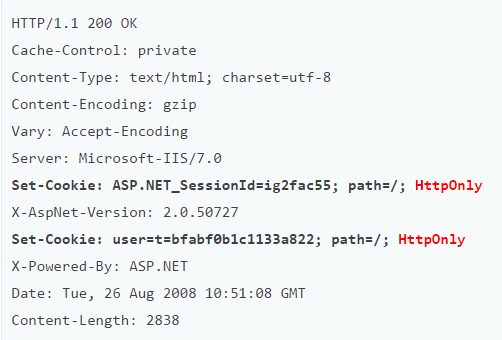 HTTP/1.1 200 OK
Cache-Control: private
Content-Type: text/html; charset=utf-8
Content-Encoding: gzip
Vary: Accept-Encoding
Server: Microsoft-IIS/7.0
Set-Cookie: ASP.NET_SessionId=ig2fac55; path=/; HttpOnly
X-AspNet-Version: 2.0.50727
Set-Cookie: user=t=bfabf0b1c1133a822; path=/; HttpOnly
X-Powered-By: ASP.NET
Date: Tue, 26 Aug 2008 10:51:08 GMT
Content-Length: 2838